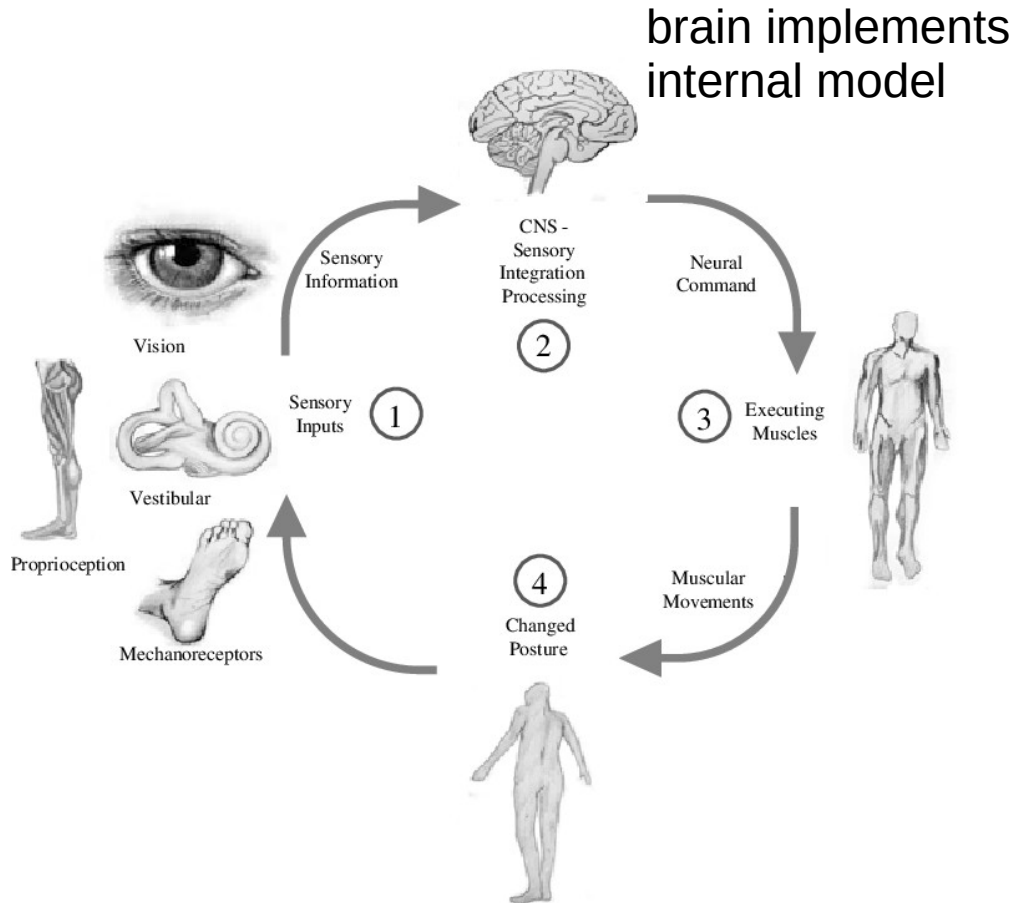 brain implements
internal model
CNS -
Sensory
Integration
Processing
2
Sensory
Information
Neural
Command
Vision
Sensory
Inputs
1
3
Executing
Muscles
Vestibular
Proprioception
Mechanoreceptors
4
Changed
Posture
Muscular
Movements